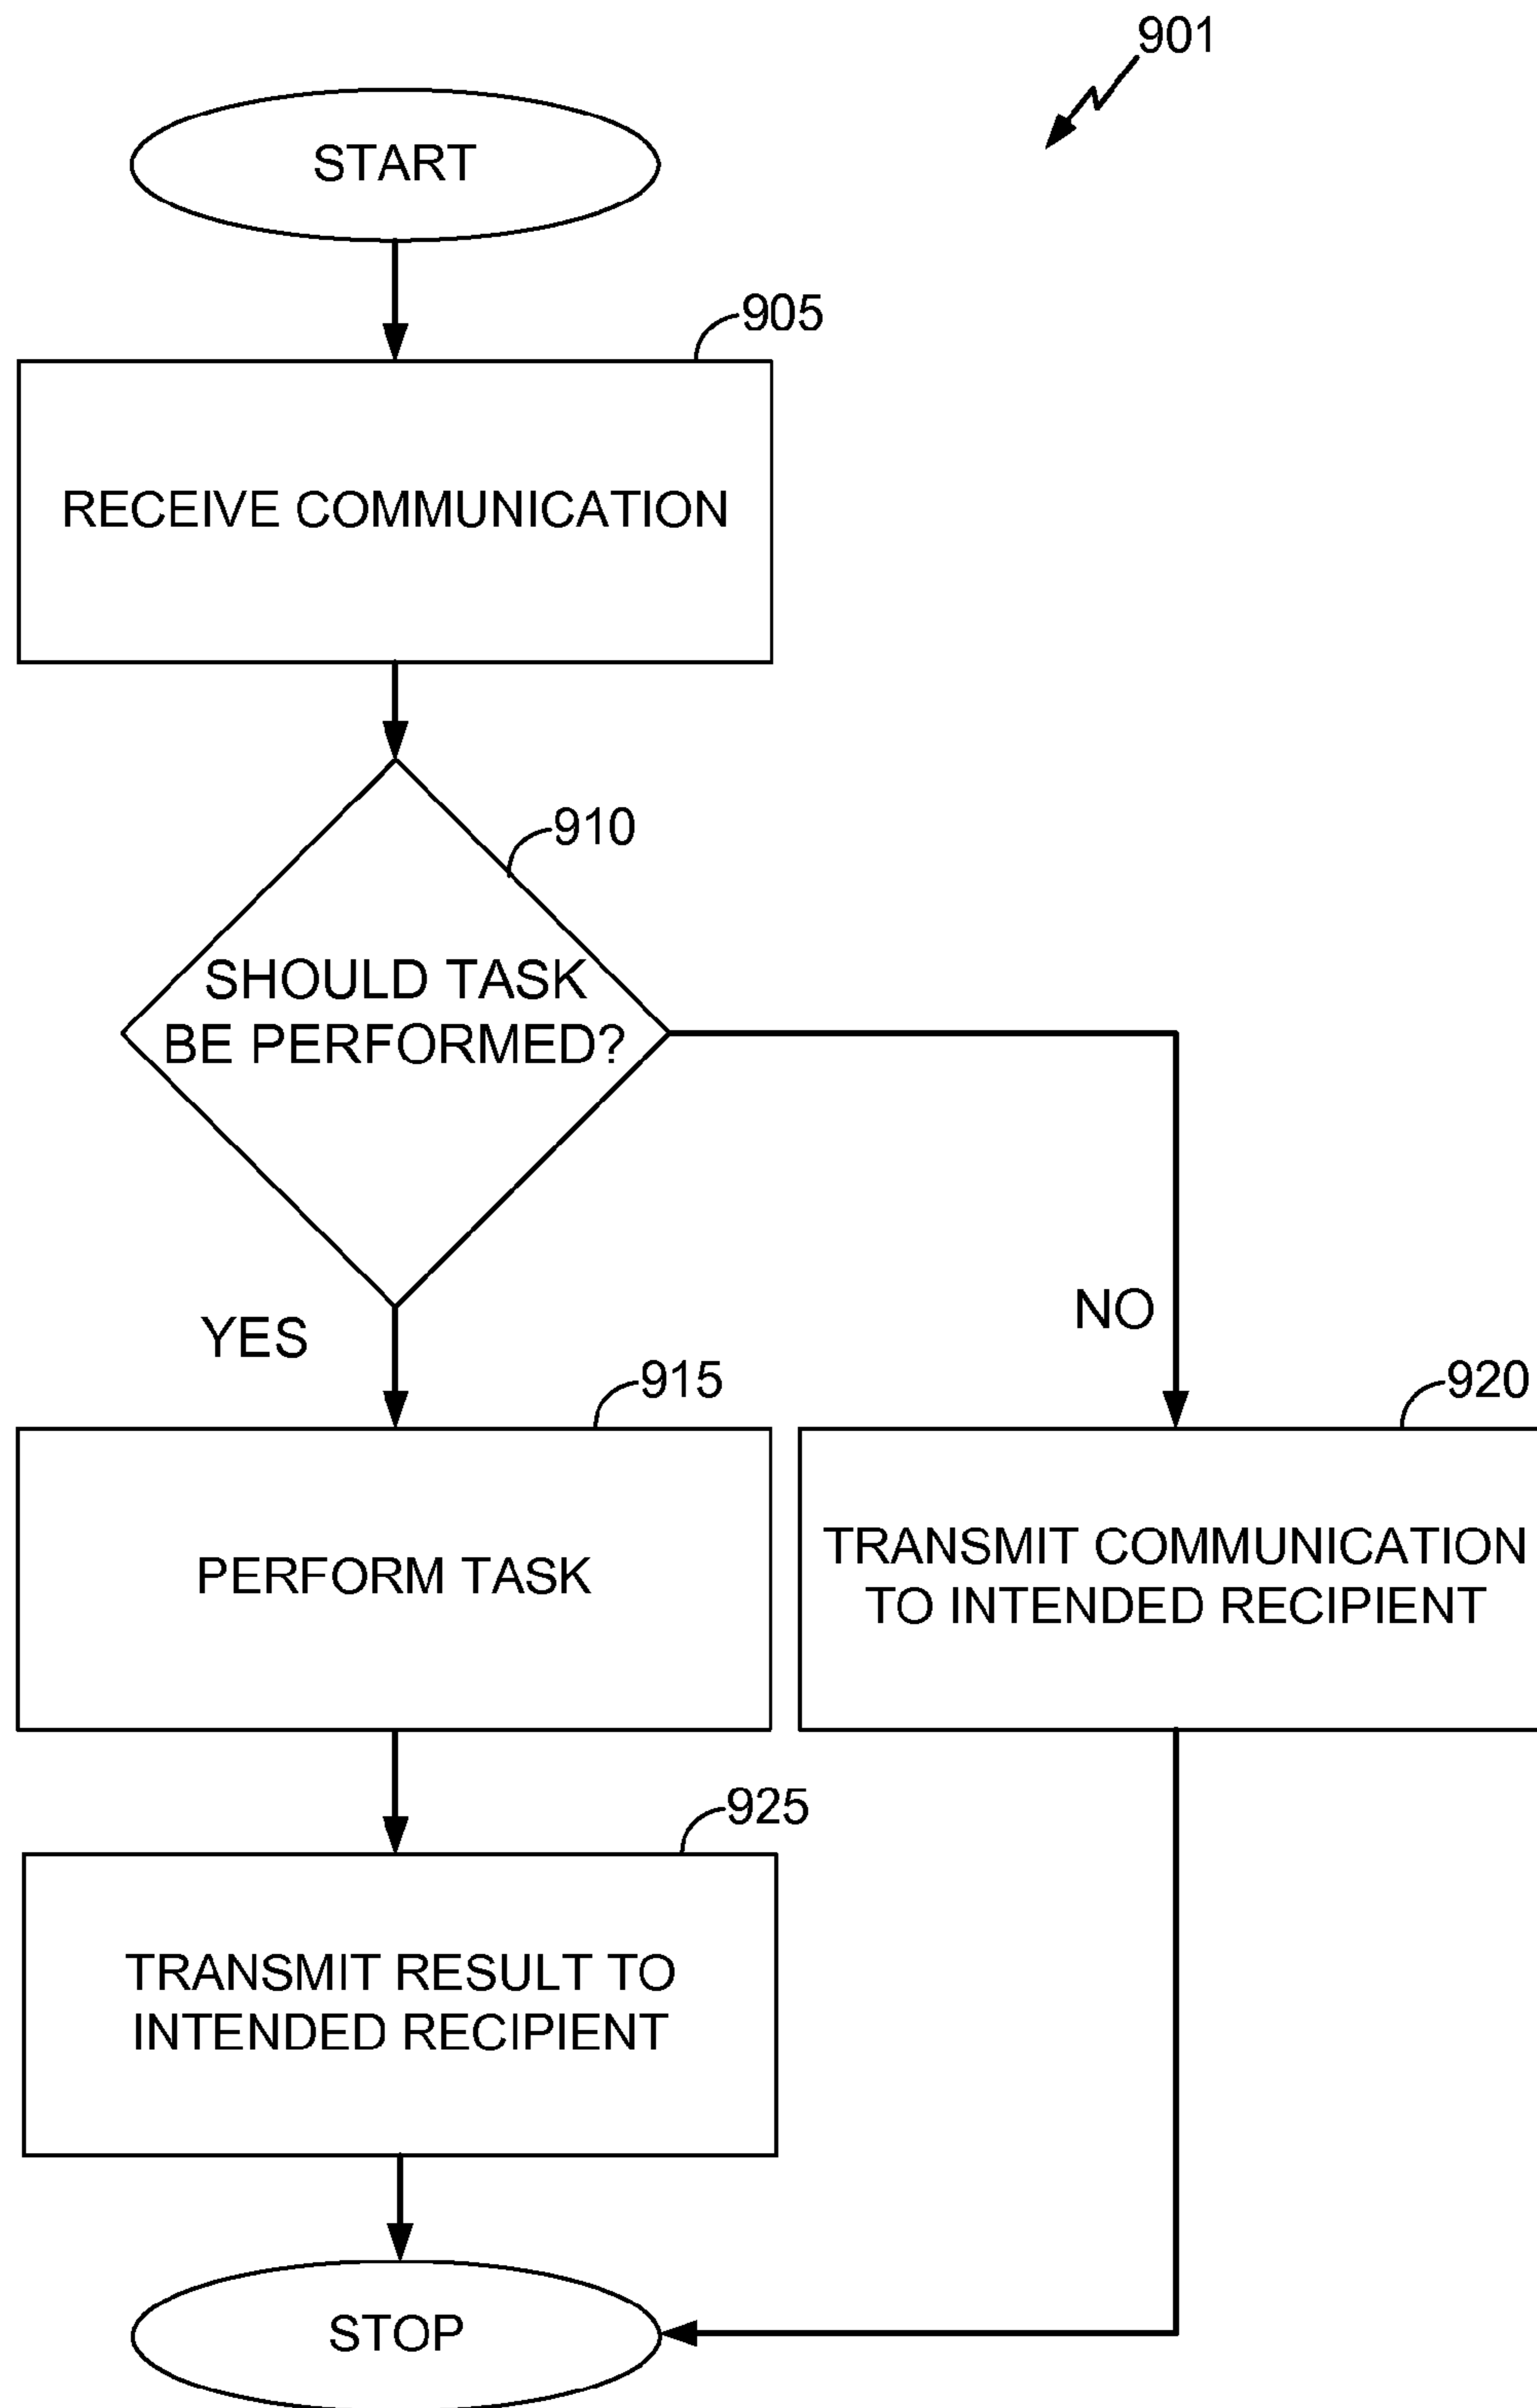 901
START
905
RECEIVE COMMUNICATION
910
SHOULD TASK
BE PERFORMED?
YES
NO
915
920
PERFORM TASK
TRANSMIT COMMUNICATION
TO INTENDED RECIPIENT
925
TRANSMIT RESULT TO
INTENDED RECIPIENT
STOP